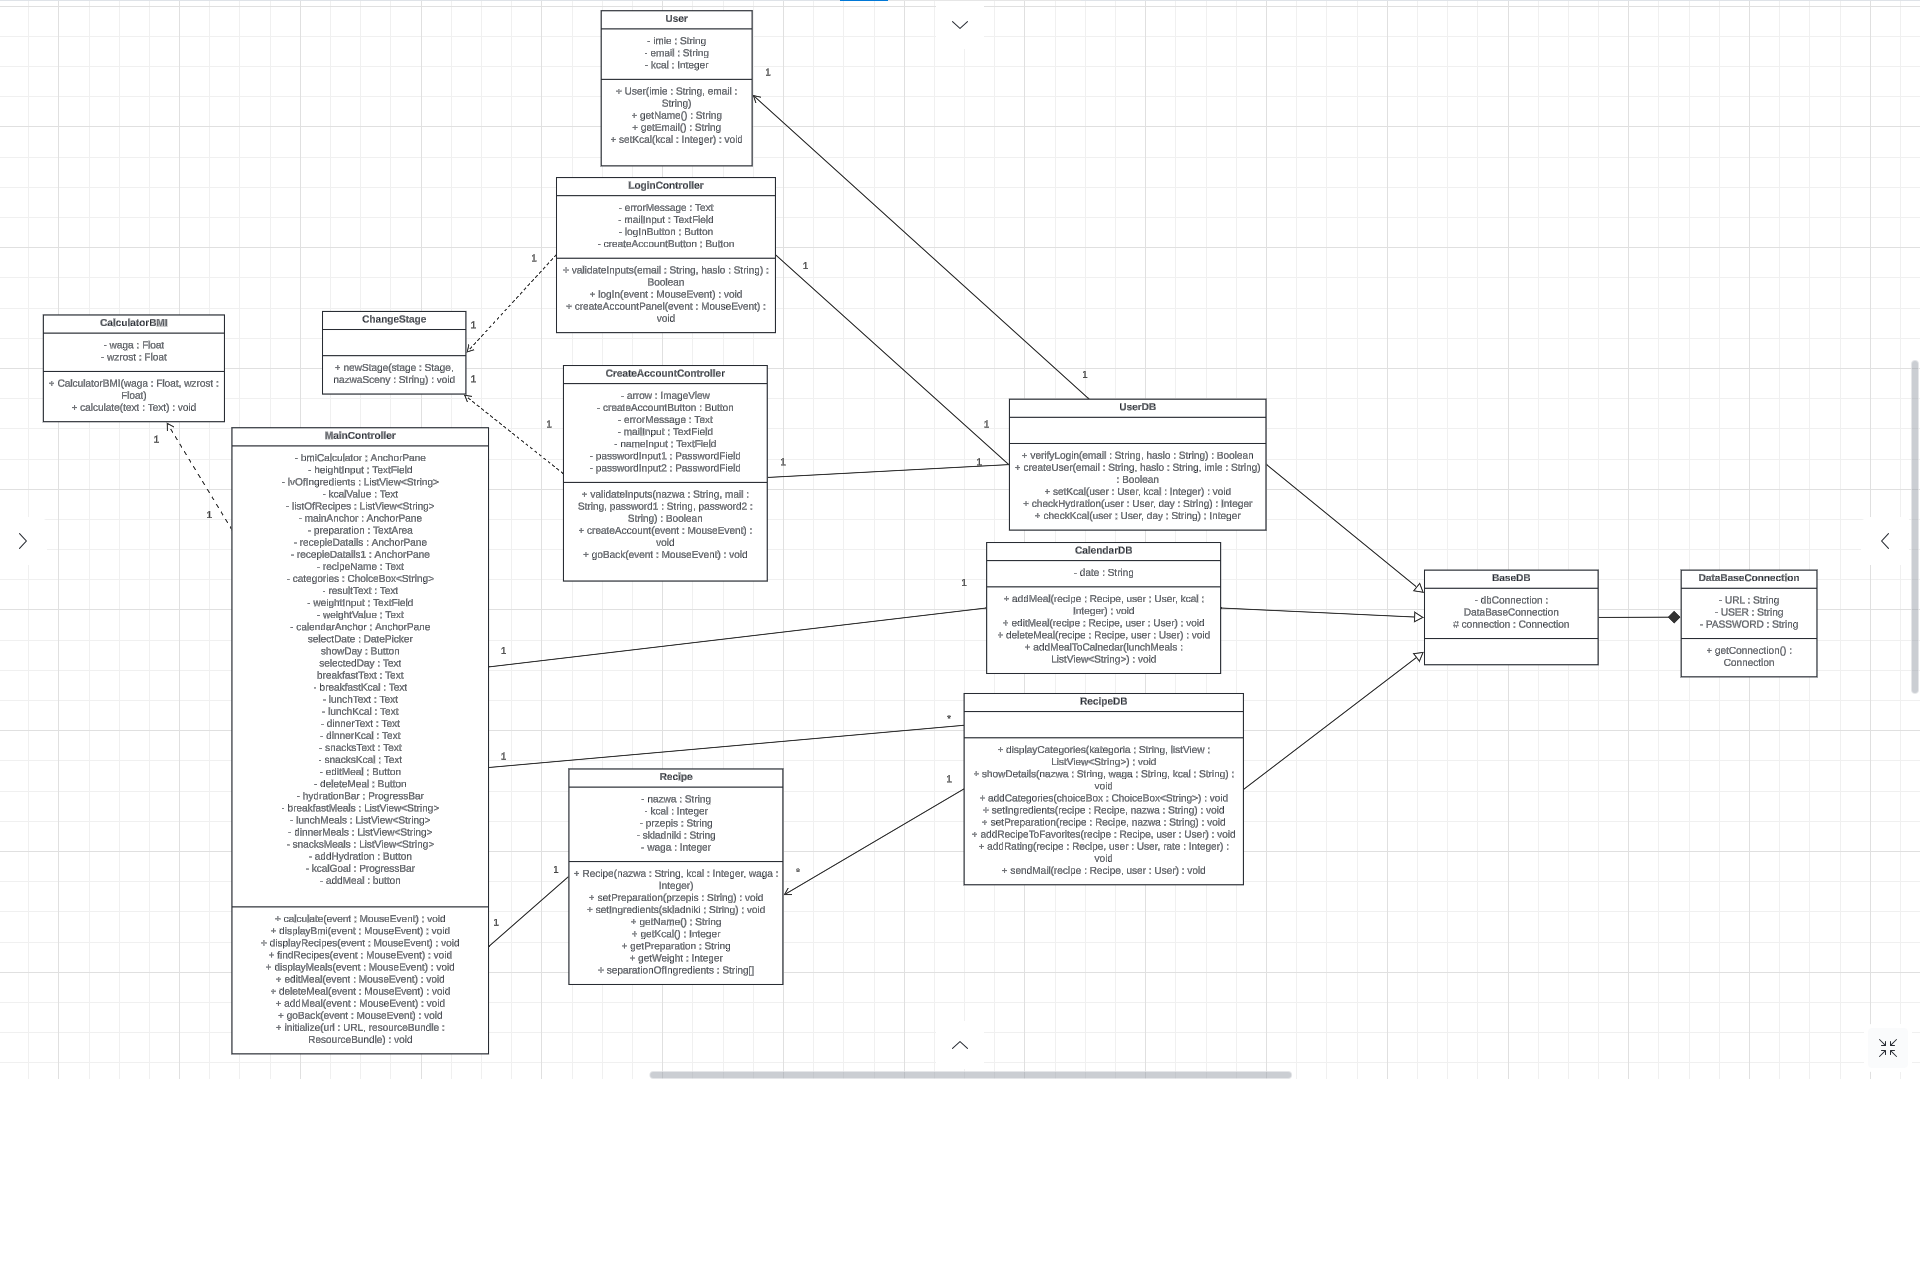 User
- imie : String
- email : String
- kcal : Integer
+ User(imie : String, email :
String)
+ getName() : String
+ getEmail() : String
+ setKcal(kcal : Integer) : void
1
LoginController
- errorMessage : Text
- mailInput : TextField
- logInButton : Button
- createAccountButton : Button
+ validateInputs(email : String, haslo : String) :
Boolean
+ logIn(event : MouseEvent) : void
+ createAccountPanel(event : MouseEvent) :
void
1
1
CalculatorBMI
- waga : Float
- wzrost : Float
+ CalculatorBMI(waga : Float, wzrost :
Float)
+ calculate(text : Text) : void
1
1
ChangeStage
+ newStage(stage : Stage,
nazwaSceny : String) : void
1
1
CreateAccountController
- arrow : ImageView
- createAccountButton : Button
- errorMessage : Text
- mailInput : TextField
- nameInput : TextField
- passwordInput1 : PasswordField
- passwordInput2 : PasswordField
+ validateInputs(nazwa : String, mail :
String, password1 : String, password2 :
String) : Boolean
+ createAccount(event : MouseEvent) :
void
+ goBack(event : MouseEvent) : void
1
1
1
1
1
UserDB
+ verifyLogin(email : String, haslo : String) : Boolean
+ createUser(email : String, haslo : String, imie : String)
: Boolean
+ setKcal(user : User, kcal : Integer) : void
+ checkHydration(user : User, day : String) : Integer
+ checkKcal(user : User, day : String) : Integer
MainController
- bmiCalculator : AnchorPane
- heightInput : TextField
- lvOfIngredients : ListView<String>
- kcalValue : Text
- listOfRecipes : ListView<String>
- mainAnchor : AnchorPane
- preparation : TextArea
- recepieDatails : AnchorPane
- recepieDatails1 : AnchorPane
- recipeName : Text
- categories : ChoiceBox<String>
- resultText : Text
- weightInput : TextField
- weightValue : Text
- calendarAnchor : AnchorPane
selectDate : DatePicker
showDay : Button
selectedDay : Text
breakfastText : Text
- breakfastKcal : Text
- lunchText : Text
- lunchKcal : Text
- dinnerText : Text
- dinnerKcal : Text
- snacksText : Text
- snacksKcal : Text
- editMeal : Button
- deleteMeal : Button
- hydrationBar : ProgressBar
- breakfastMeals : ListView<String>
- lunchMeals : ListView<String>
- dinnerMeals : ListView<String>
- snacksMeals : ListView<String>
- addHydration : Button
- kcalGoal : ProgressBar
- addMeal : button
+ calculate(event : MouseEvent) : void
+ displayBmi(event : MouseEvent) : void
+ displayRecipes(event : MouseEvent) : void
+ findRecipes(event : MouseEvent) : void
+ displayMeals(event : MouseEvent) : void
+ editMeal(event : MouseEvent) : void
+ deleteMeal(event : MouseEvent) : void
+ addMeal(event : MouseEvent) : void
+ goBack(event : MouseEvent) : void
+ initialize(url : URL, resourceBundle :
ResourceBundle) : void
1
1
CalendarDB
- date : String
+ addMeal(recipe : Recipe, user : User, kcal :
Integer) : void
+ editMeal(recipe : Recipe, user : User) : void
+ deleteMeal(recipe : Recipe, user : User) : void
+ addMealToCalnedar(lunchMeals :
ListView<String>) : void
BaseDB
- dbConnection :
DataBaseConnection
# connection : Connection
DataBaseConnection
- URL : String
- USER : String
- PASSWORD : String
+ getConnection() :
Connection
1
*
RecipeDB
+ displayCategories(kategoria : String, listView :
ListView<String>) : void
+ showDetails(nazwa : String, waga : String, kcal : String) :
void
+ addCategories(choiceBox : ChoiceBox<String>) : void
+ setIngredients(recipe : Recipe, nazwa : String) : void
+ setPreparation(recipe : Recipe, nazwa : String) : void
+ addRecipeToFavorites(recipe : Recipe, user : User) : void
+ addRating(recipe : Recipe, user : User, rate : Integer) :
void
+ sendMail(recipe : Recipe, user : User) : void
1
*
Recipe
- nazwa : String
- kcal : Integer
- przepis : String
- skladniki : String
- waga : Integer
+ Recipe(nazwa : String, kcal : Integer, waga :
Integer)
+ setPreparation(przepis : String) : void
+ setIngredients(skladniki : String) : void
+ getName() : String
+ getKcal() : Integer
+ getPreparation : String
+ getWeight : Integer
+ separationOfIngredients : String[]
1
1